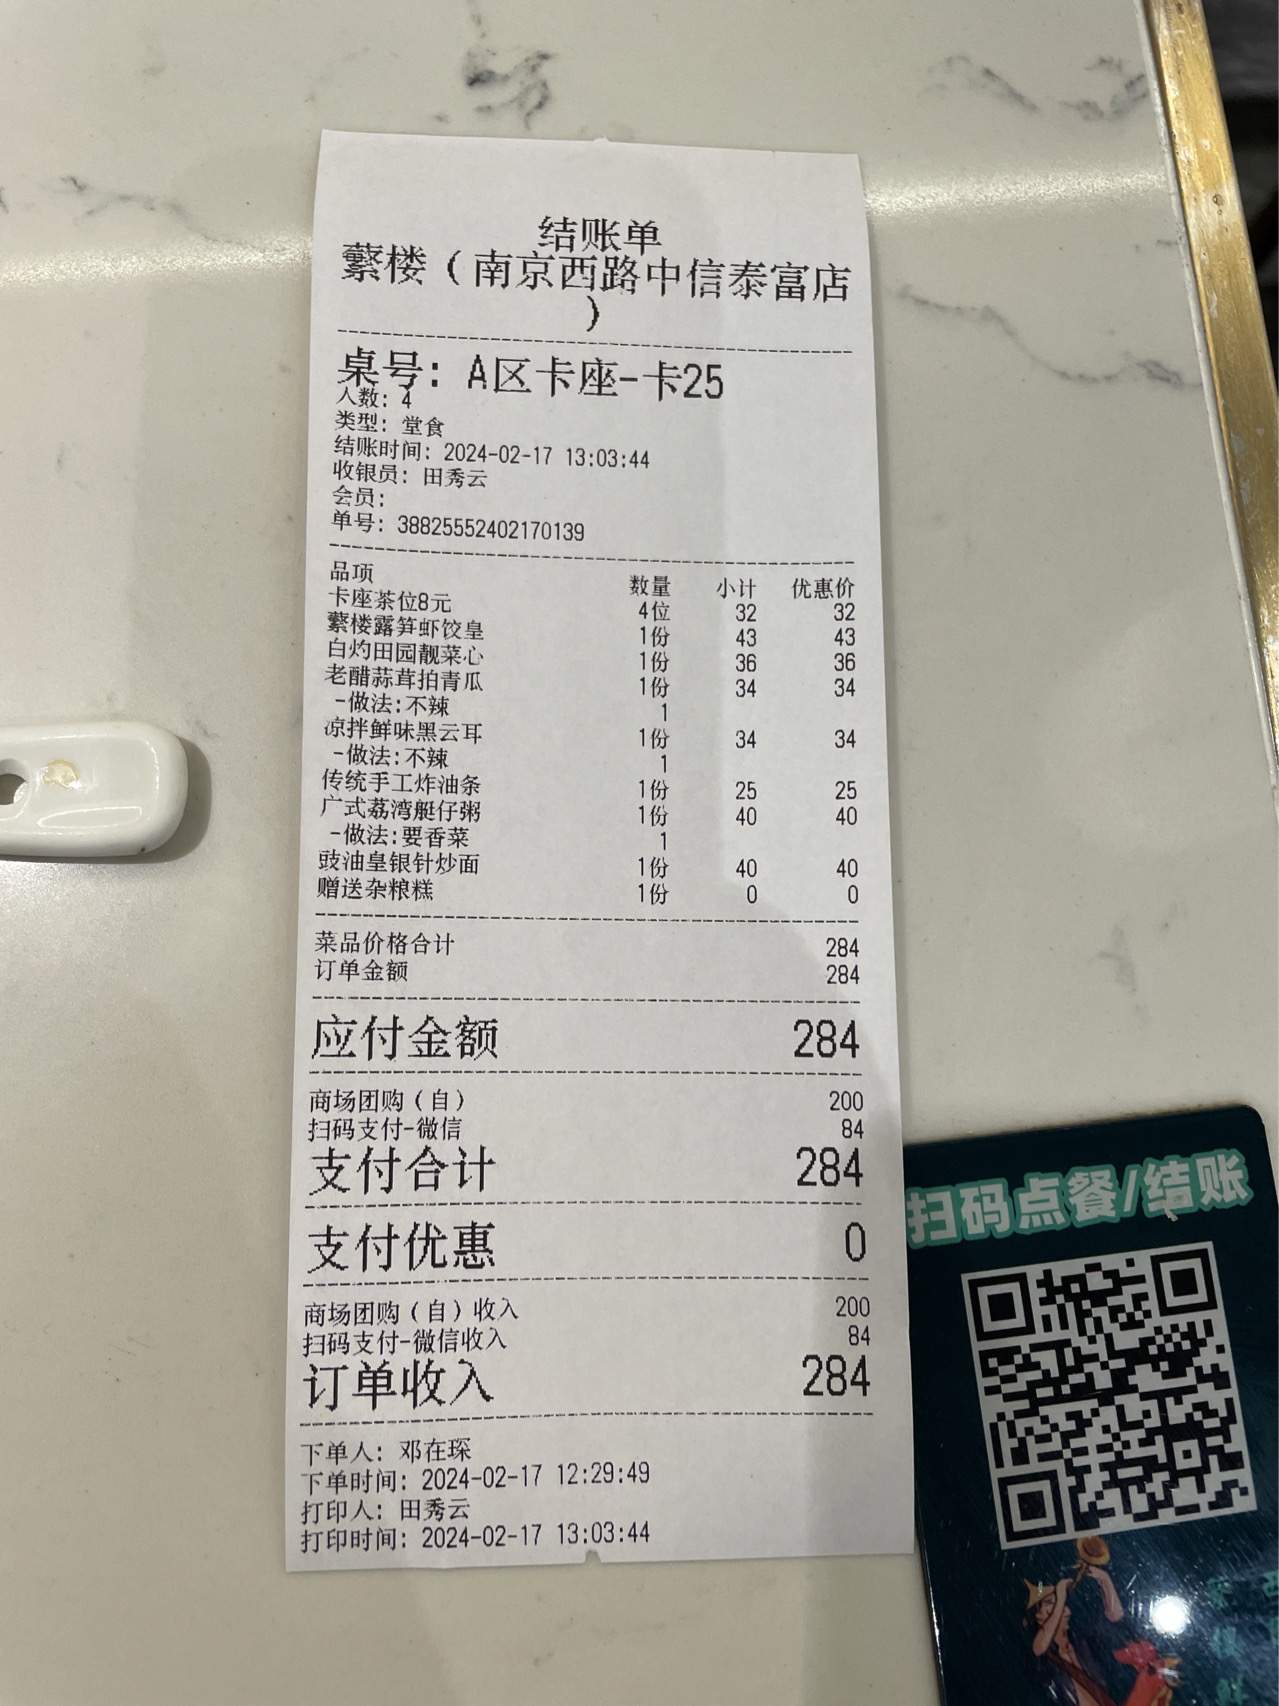 结账单
蘩楼（南京西路中信泰富店
）
桌号：A区卡座-卡25
人数：4
类型：堂食
结账时间：2024-02-17 13:03:44
收银员：田秀云
会员：
单号：38825552402170139
品项 数量 小计 优惠价
卡座茶位8元 4位 32 32
蘩楼露笋虾饺皇 1份 43 43
白灼田园靓菜心 1份 36 36
老醋蒜茸拍青瓜 1份 34 34
-做法:不辣 1
凉拌鲜味黑云耳 1份 34 34
-做法:不辣 1
传统手工炸油条 1份 25 25
广式荔湾艇仔粥 1份 40 40
-做法:要香菜 1
豉油皇银针炒面 1份 40 40
赠送杂粮糕 1份 0 0
菜品价格合计 284
订单金额 284
应付金额 284
商场团购（自） 200
扫码支付-微信 84
支付合计 284
支付优惠 0
商场团购（自）收入 200
扫码支付-微信收入 84
订单收入 284
下单人：邓在琛
下单时间：2024-02-17 12:29:49
打印人：田秀云
打印时间：2024-02-17 13:03:44
扫码点餐/结账